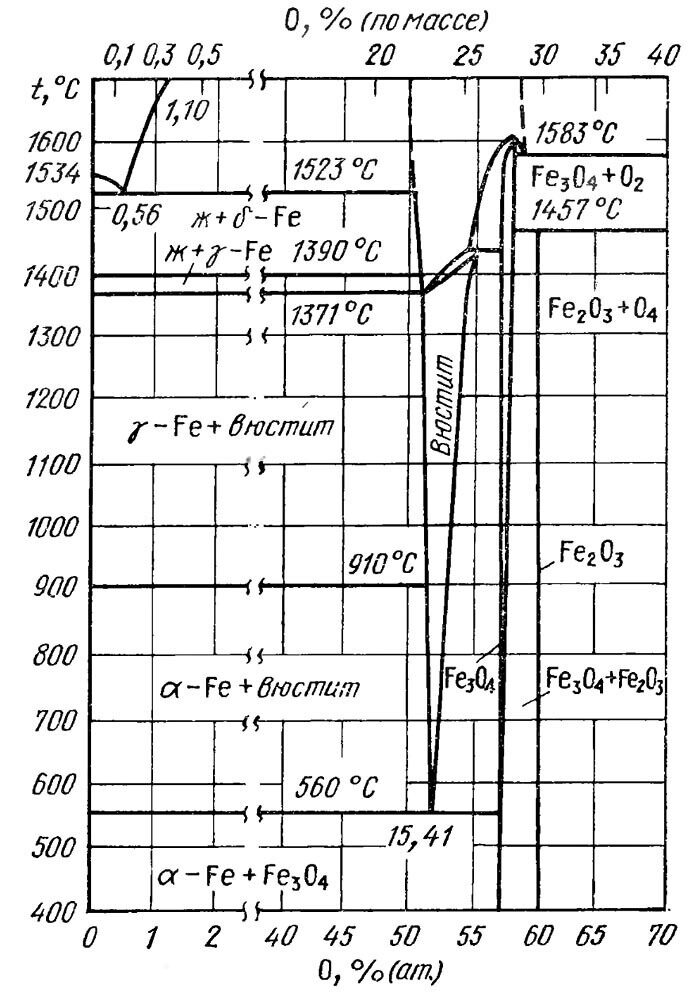 O, % (по массе)
0,1 0,3 0,5 20 25 27 28 30 35 40
t, °C
1,10
1600
1583 °C
1534
1523 °C
Fe₃O₄ + O₂
1500
0,56
ж + δ – Fe
1457 °C
ж + γ – Fe
1390 °C
1400
1371 °C
Fe₂O₃ + O₄
1300
Вюстит
1200
γ – Fe + вюстит
1100
1000
910 °C
Fe₂O₃
900
800
Fe₃O₄
α – Fe + вюстит
Fe₃O₄ + Fe₂O₃
700
600
560 °C
15,41
500
α – Fe + Fe₃O₄
400
0 1 2 40 45 50 55 60 65 70
O, % (ат.)